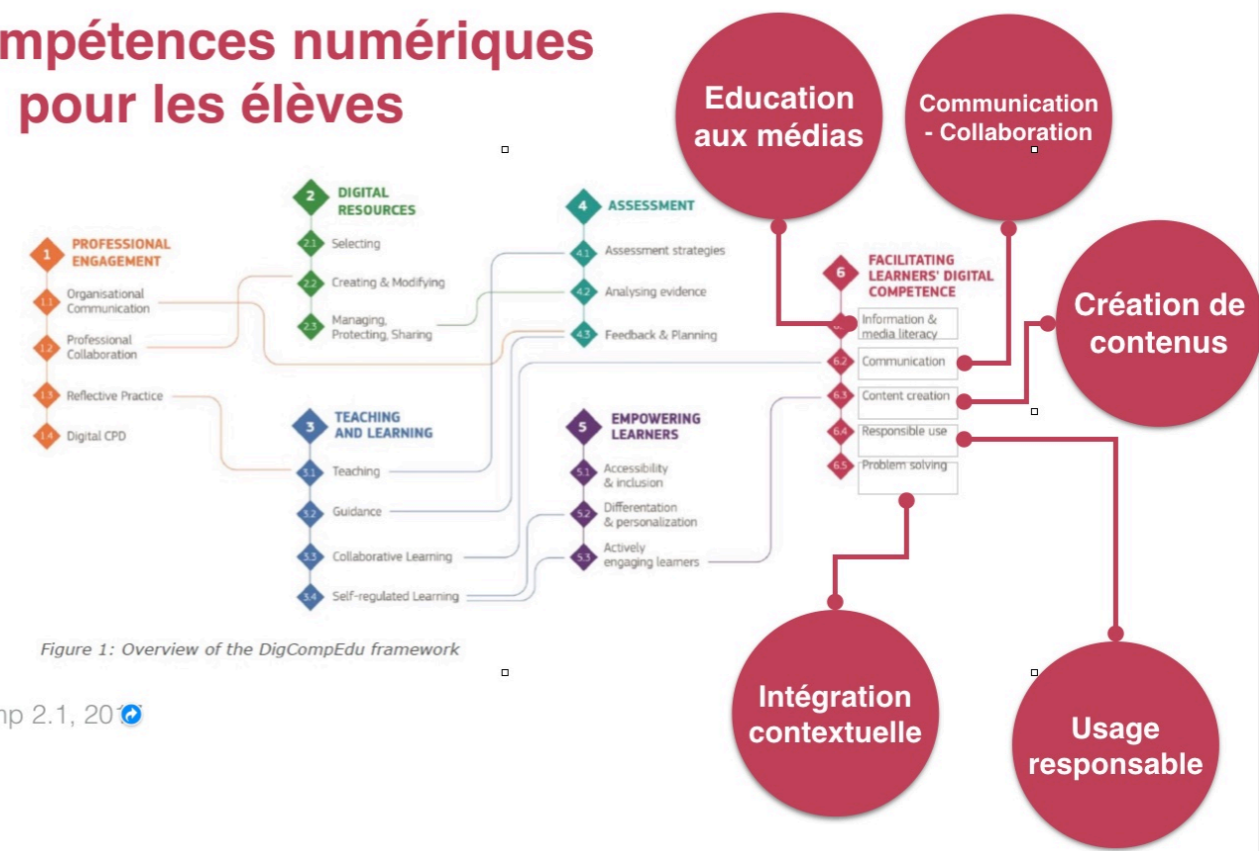 mpétences numériques
pour les élèves
Education
aux médias
Communication
- Collaboration
Création de
contenus
1
PROFESSIONAL
ENGAGEMENT
1.1
Organisational
Communication
1.2
Professional
Collaboration
1.3
Reflective Practice
1.4
Digital CPD
2
DIGITAL
RESOURCES
2.1
Selecting
2.2
Creating & Modifying
2.3
Managing,
Protecting, Sharing
3
TEACHING
AND LEARNING
3.1
Teaching
3.2
Guidance
3.3
Collaborative Learning
3.4
Self-regulated Learning
4
ASSESSMENT
4.1
Assessment strategies
4.2
Analysing evidence
4.3
Feedback & Planning
5
EMPOWERING
LEARNERS
5.1
Accessibility
& inclusion
5.2
Differentation
& personalization
5.3
Actively
engaging learners
6
FACILITATING
LEARNERS' DIGITAL
COMPETENCE
Information &
media literacy
6.2
Communication
6.3
Content creation
6.4
Responsible use
6.5
Problem solving
Figure 1: Overview of the DigCompEdu framework
mp 2.1, 20
Intégration
contextuelle
Usage
responsable